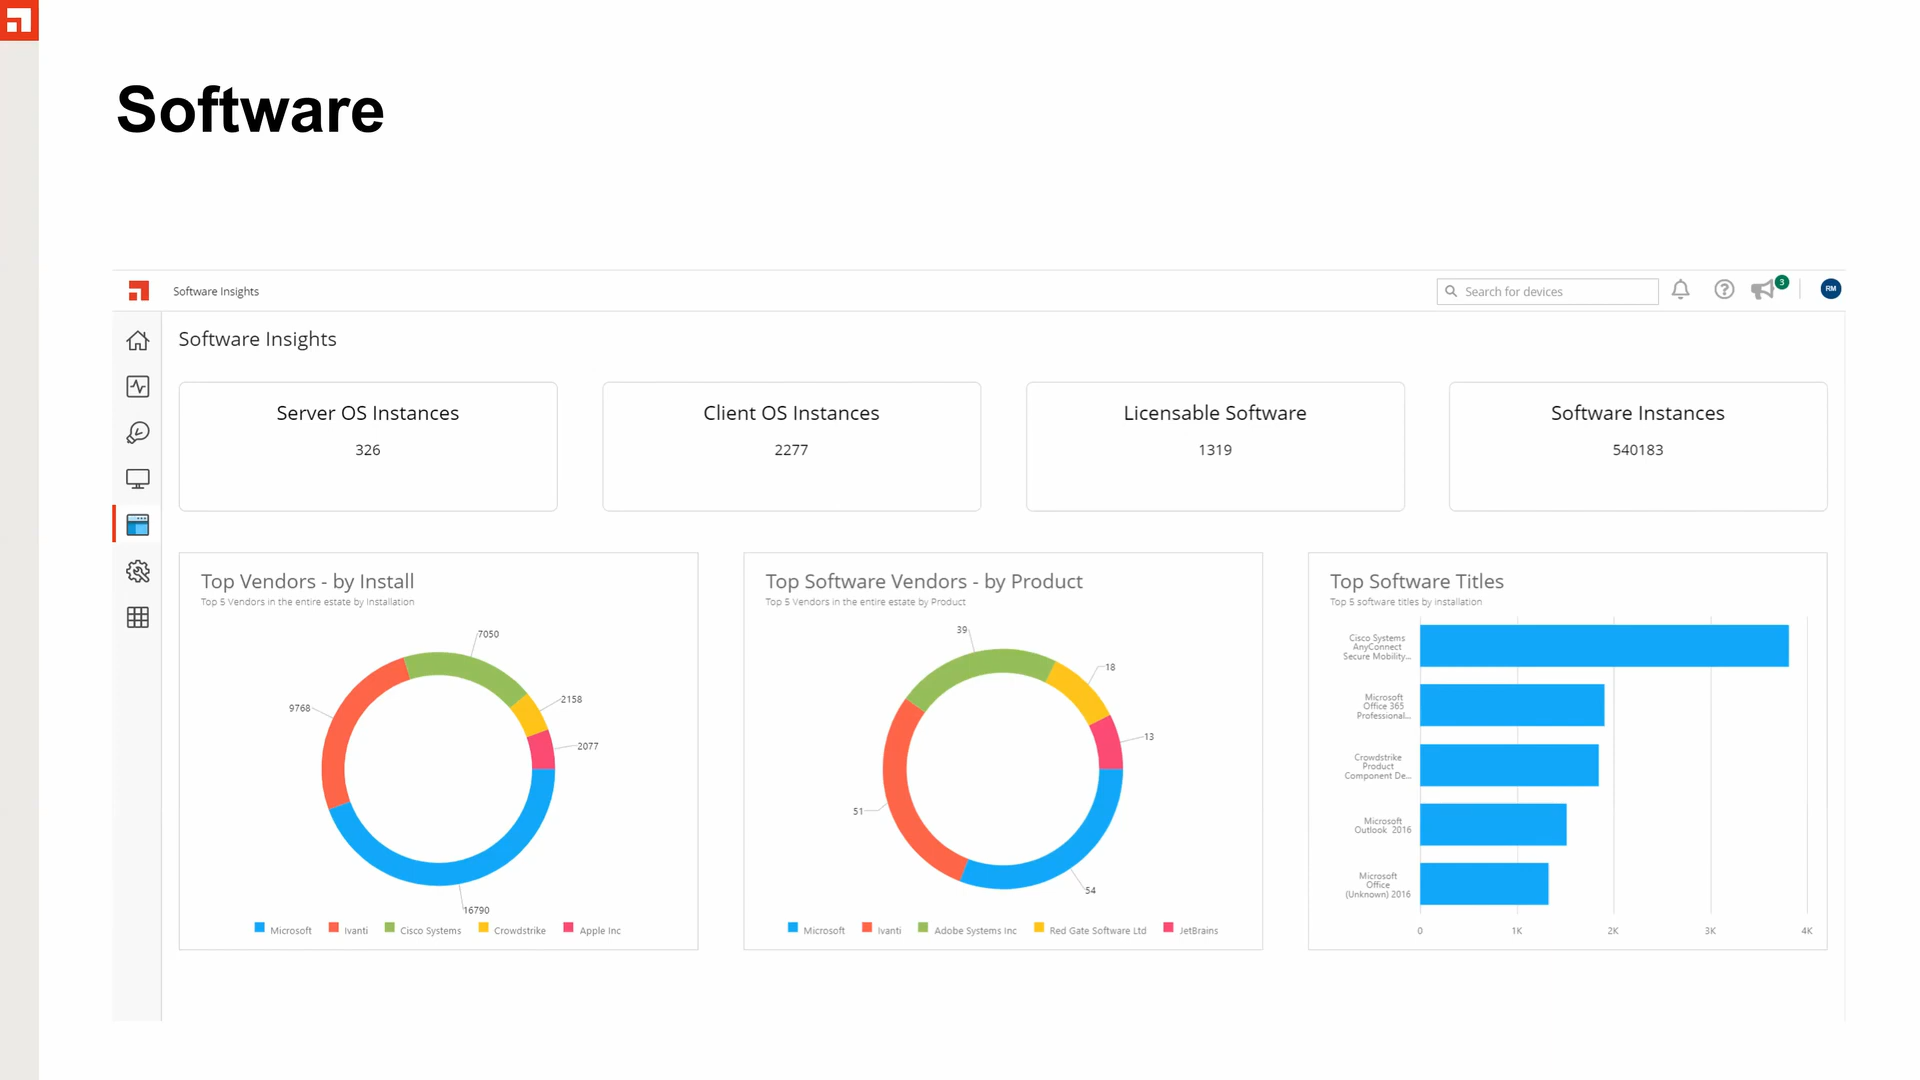 Software
Software Insights
Search for devices
3
RM
Software Insights
Server OS Instances
326
Client OS Instances
2277
Licensable Software
1319
Software Instances
540183
Top Vendors - by Install
Top 5 Vendors in the entire estate by Installation
7050
2158
2077
9768
16790
Microsoft
Ivanti
Cisco Systems
Crowdstrike
Apple Inc
Top Software Vendors - by Product
Top 5 Vendors in the entire estate by Product
39
18
13
51
54
Microsoft
Ivanti
Adobe Systems Inc
Red Gate Software Ltd
JetBrains
Top Software Titles
Top 5 software titles by installation
Cisco Systems
AnyConnect
Secure Mobility...
Microsoft
Office 365
Professional...
Crowdstrike
Product
Component De...
Microsoft
Outlook 2016
Microsoft
Office
(Unknown) 2016
0
1K
2K
3K
4K